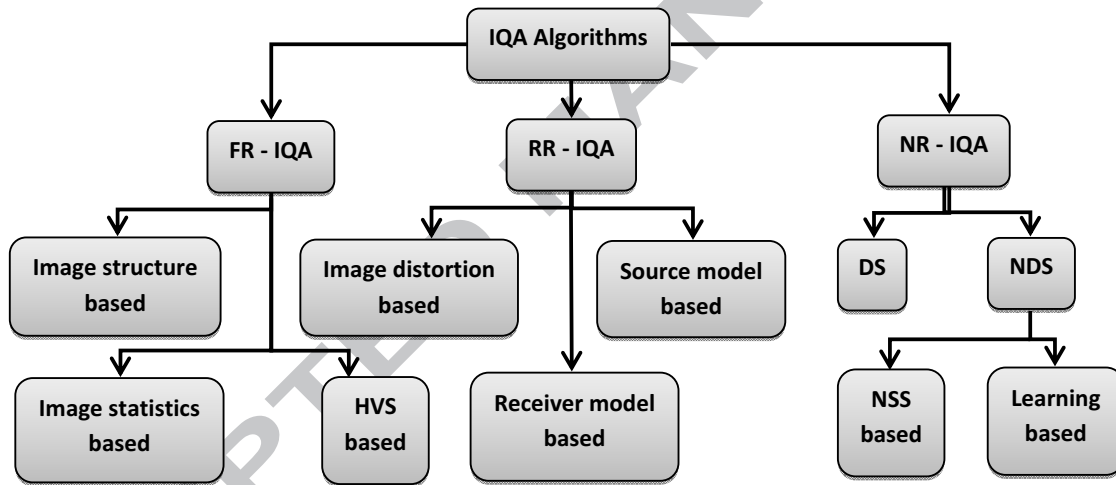 IQA Algorithms
FR - IQA
RR - IQA
NR - IQA
Image structure
based
Image distortion
based
Source model
based
DS
NDS
Image statistics
based
HVS
based
Receiver model
based
NSS
based
Learning
based